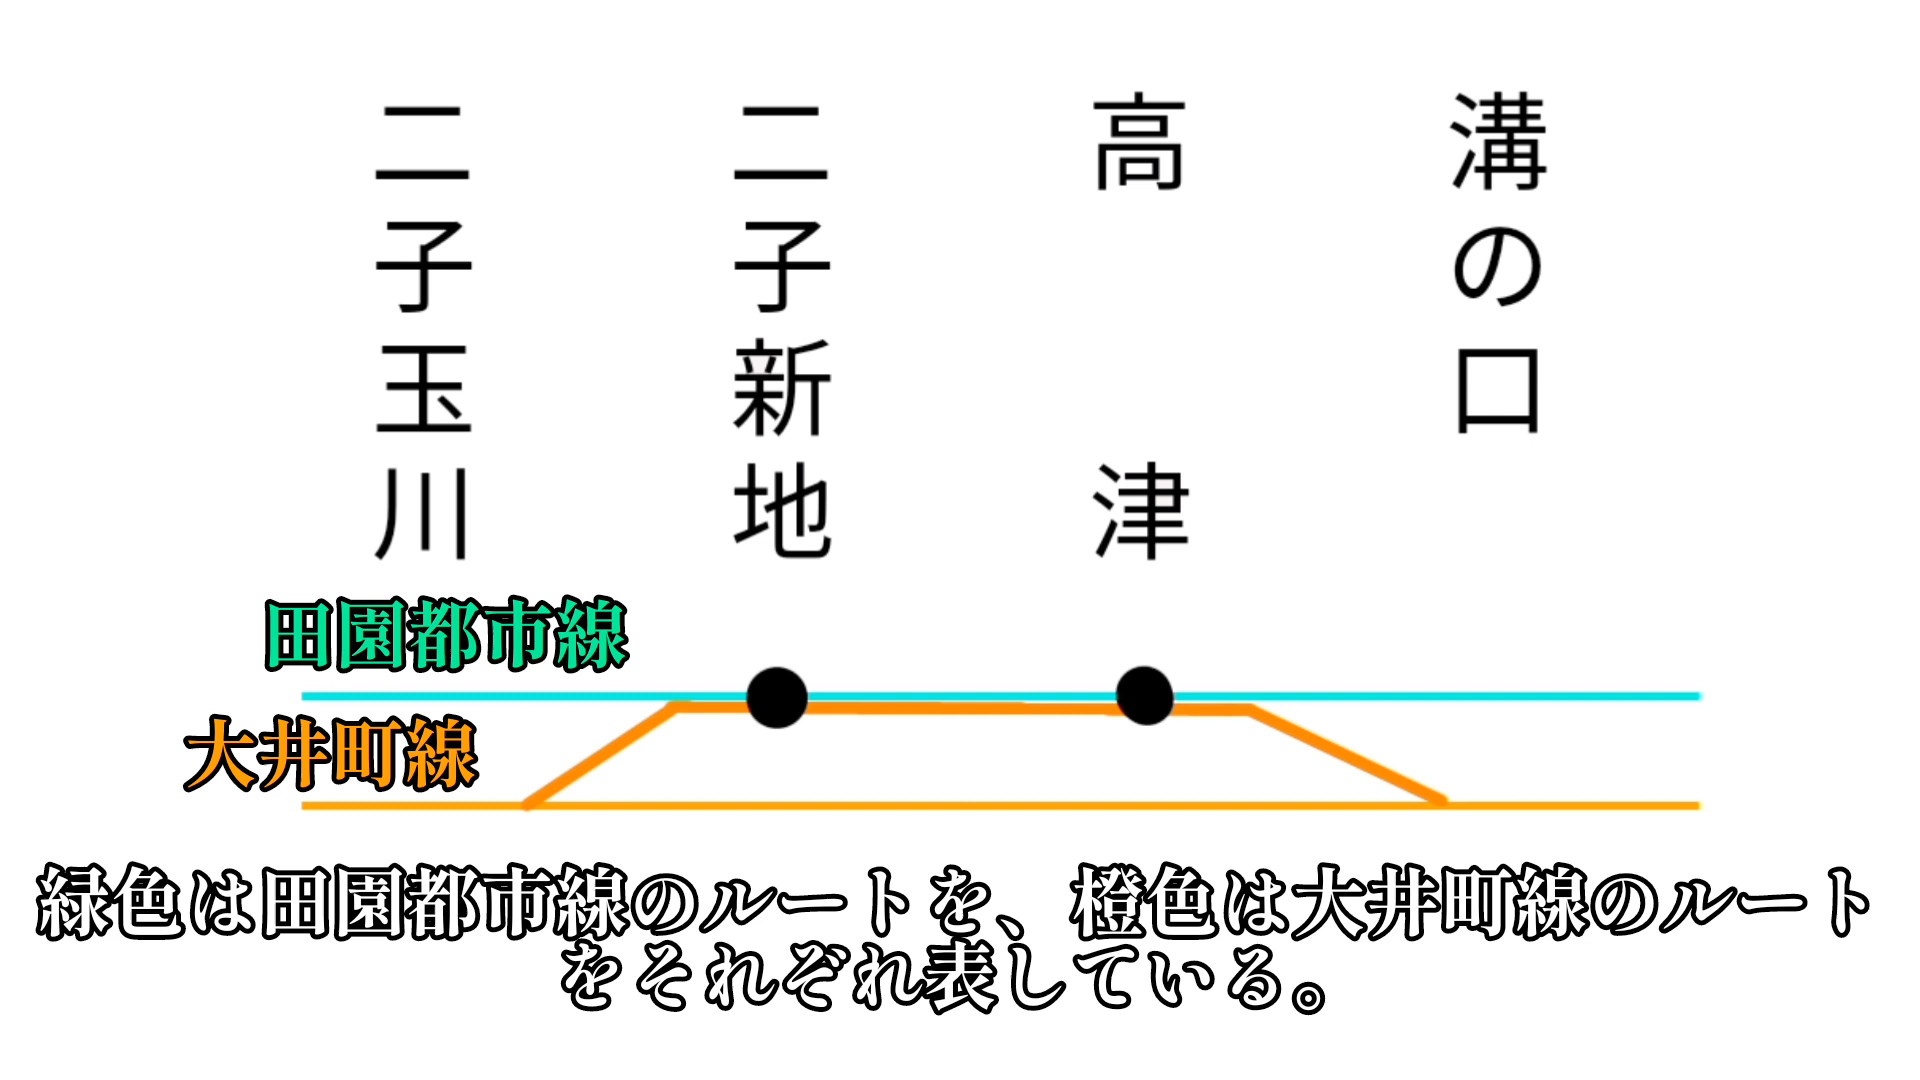 二子玉川
二子新地
高津
溝の口
田園都市線
大井町線
緑色は田園都市線のルートを、橙色は大井町線のルート
をそれぞれ表している。